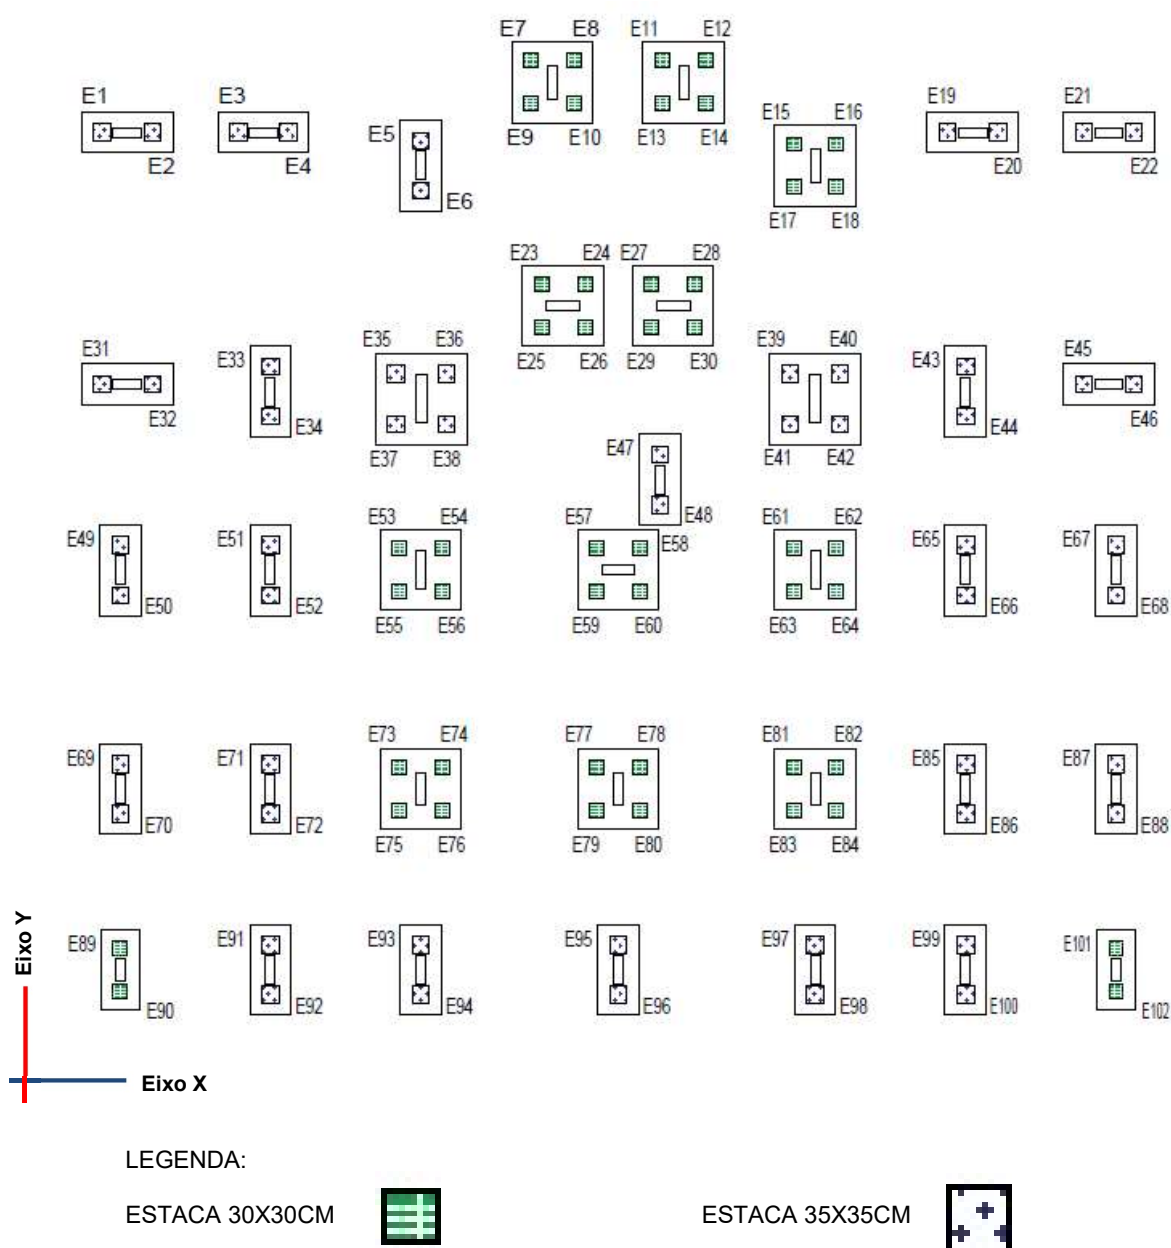 E7 E8 E11 E12
E1 E3 E19 E21
E15 E16
E5
E9 E10 E13 E14
E2 E4 E20 E22
E6
E17 E18
E23 E24 E27 E28
E35 E36 E39 E40
E31 E33 E43 E45
E25 E26 E29 E30
E32 E34 E44 E46
E47
E37 E38 E41 E42
E53 E54 E57 E48 E61 E62
E49 E51 E58 E65 E67
E50 E52 E66 E68
E55 E56 E59 E60 E63 E64
E73 E74 E77 E78 E81 E82
E69 E71 E85 E87
E70 E72 E86 E88
E75 E76 E79 E80 E83 E84
E89 E91 E93 E95 E97 E99 E101
Eixo Y
E90 E92 E94 E96 E98 E100 E102
Eixo X
LEGENDA:
ESTACA 30X30CM ESTACA 35X35CM